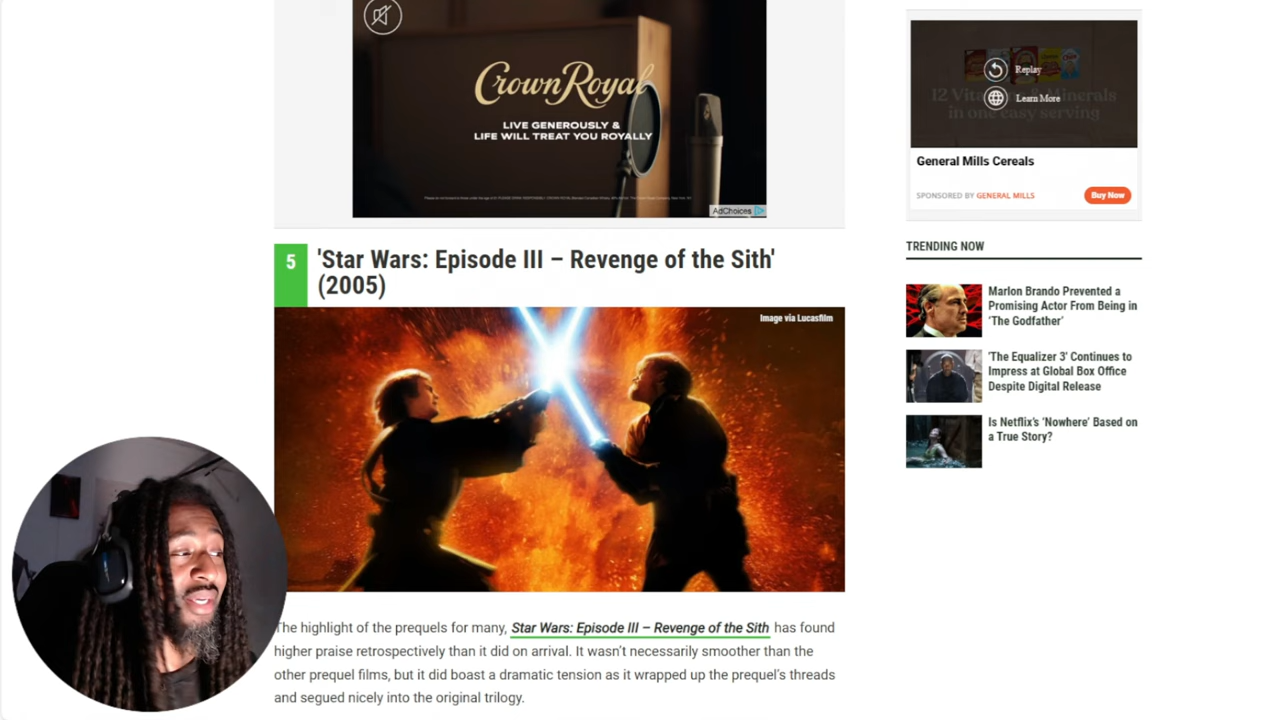 Crown Royal
LIVE GENEROUSLY &
LIFE WILL TREAT YOU ROYALLY
AdChoices
5
'Star Wars: Episode III – Revenge of the Sith'
(2005)
Image via Lucasfilm
The highlight of the prequels for many, Star Wars: Episode III – Revenge of the Sith has found
higher praise retrospectively than it did on arrival. It wasn't necessarily smoother than the
other prequel films, but it did boast a dramatic tension as it wrapped up the prequel's threads
and segued nicely into the original trilogy.
Replay
Learn More
12 Vitamins & Minerals
in one easy serving
General Mills Cereals
SPONSORED BY GENERAL MILLS
Buy Now
TRENDING NOW
Marlon Brando Prevented a
Promising Actor From Being in
'The Godfather'
'The Equalizer 3' Continues to
Impress at Global Box Office
Despite Digital Release
Is Netflix's 'Nowhere' Based on
a True Story?